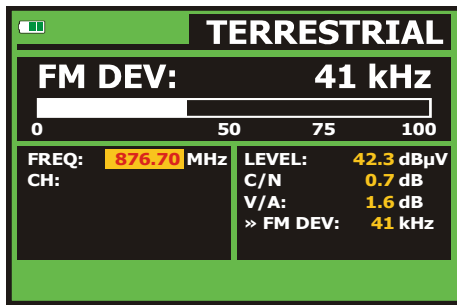 TERRESTRIAL
FM DEV: 41 kHz
0 50 75 100
FREQ: 876.70 MHz
CH:
LEVEL: 42.3 dBµV
C/N 0.7 dB
V/A: 1.6 dB
» FM DEV: 41 kHz